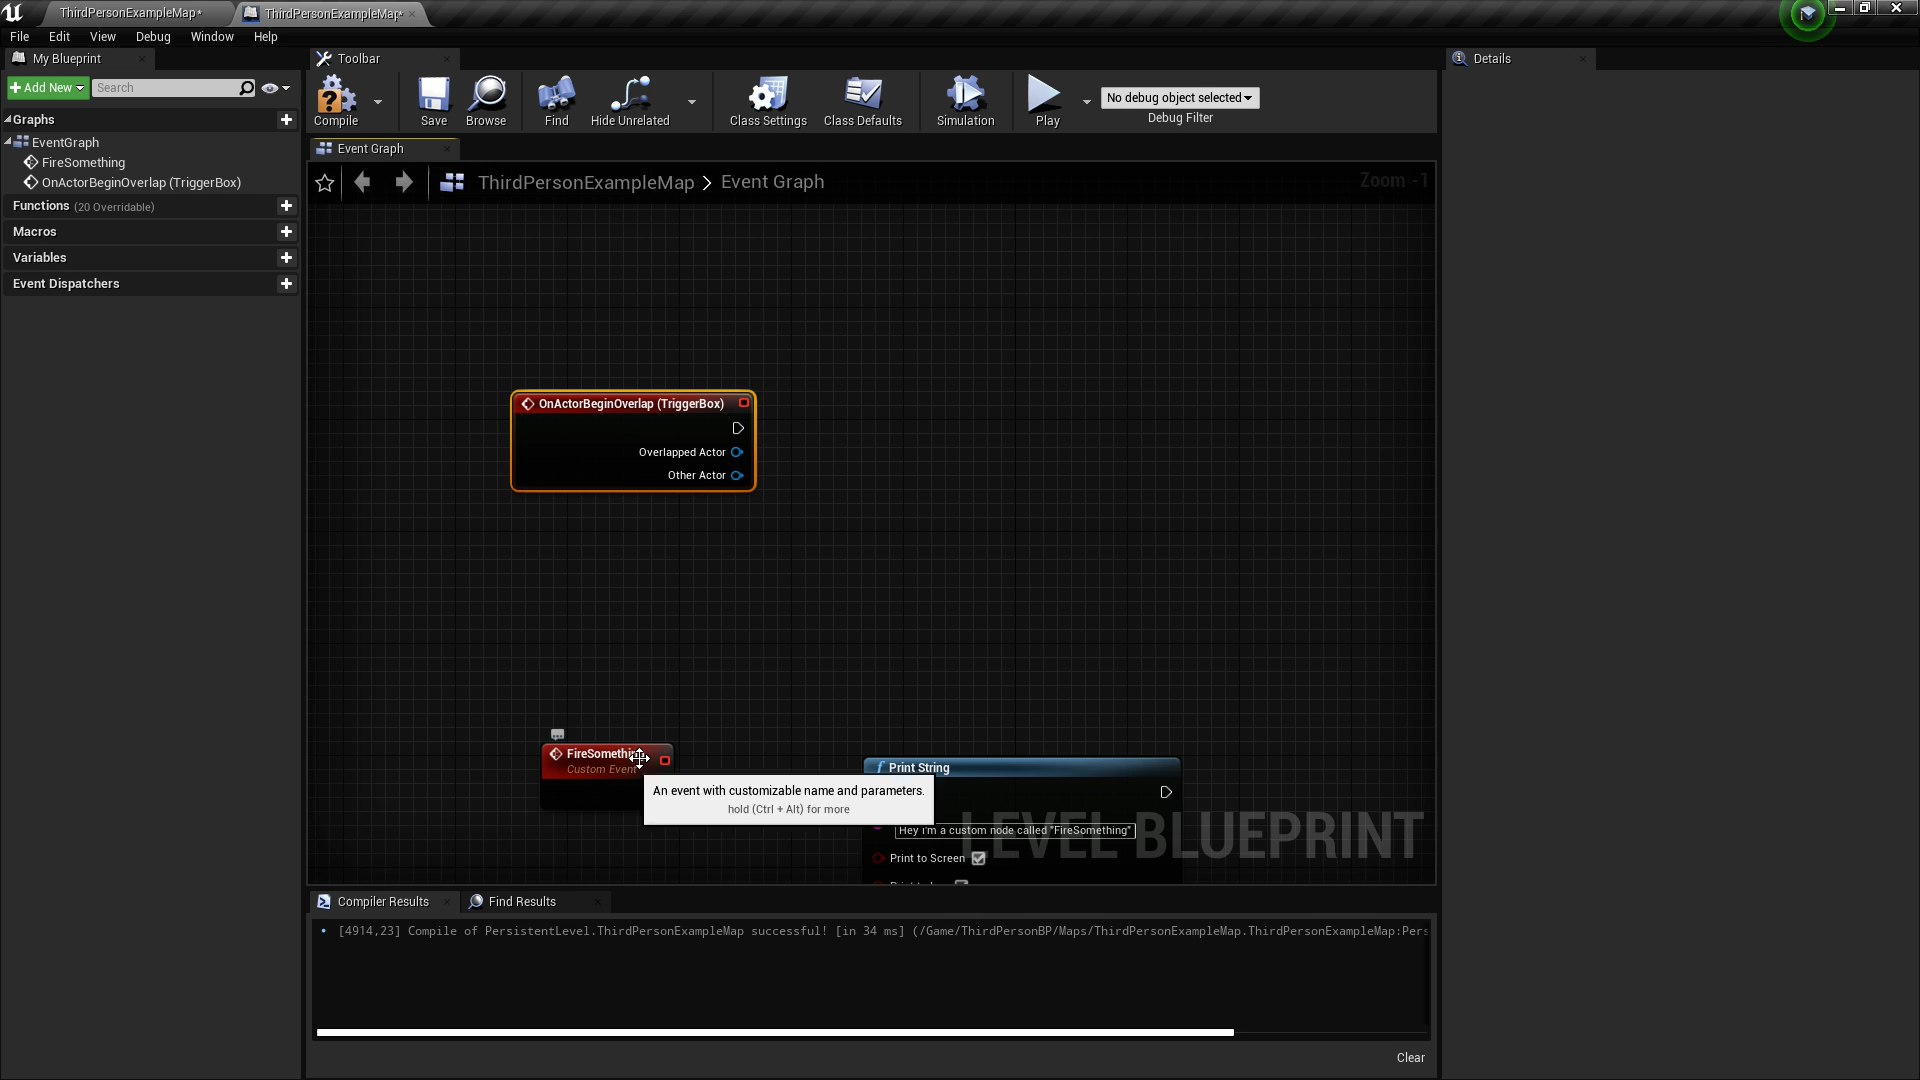 ThirdPersonExampleMap*
ThirdPersonExampleMap*
File Edit View Debug Window Help
My Blueprint
Add New
Search
Graphs
EventGraph
FireSomething
OnActorBeginOverlap (TriggerBox)
Functions (20 Overridable)
Macros
Variables
Event Dispatchers
Toolbar
Compile
Save
Browse
Find
Hide Unrelated
Class Settings
Class Defaults
Simulation
Play
No debug object selected
Debug Filter
Event Graph
ThirdPersonExampleMap > Event Graph
Zoom -1
OnActorBeginOverlap (TriggerBox)
Overlapped Actor
Other Actor
FireSomething
Custom Event
An event with customizable name and parameters.
hold (Ctrl + Alt) for more
f Print String
Hey I'm a custom node called "FireSomething"
Print to Screen
LEVEL BLUEPRINT
Compiler Results
Find Results
[4914,23] Compile of PersistentLevel.ThirdPersonExampleMap successful! [in 34 ms] (/Game/ThirdPersonBP/Maps/ThirdPersonExampleMap.ThirdPersonExampleMap:Pers
Clear
Details